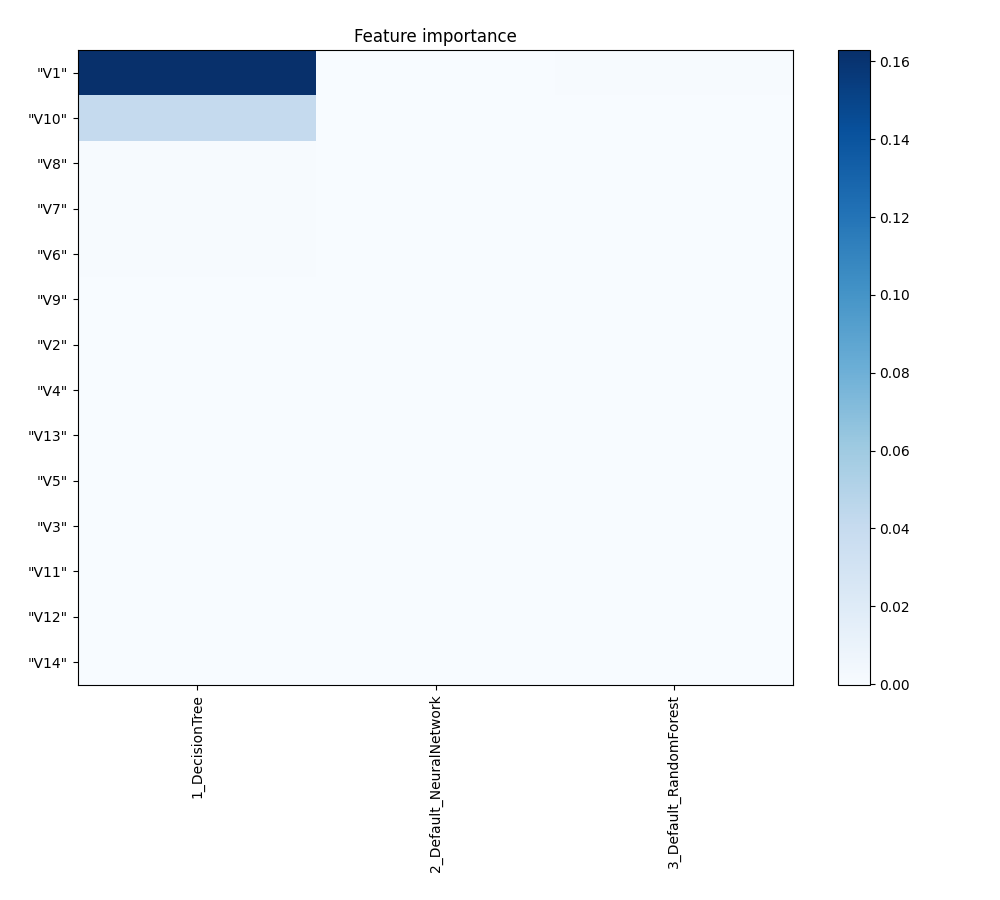 Feature importance
"V1"
"V10"
"V8"
"V7"
"V6"
"V9"
"V2"
"V4"
"V13"
"V5"
"V3"
"V11"
"V12"
"V14"
1_DecisionTree
2_Default_NeuralNetwork
3_Default_RandomForest
0.16
0.14
0.12
0.10
0.08
0.06
0.04
0.02
0.00